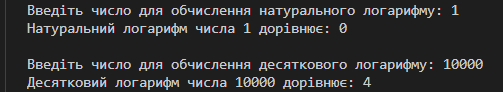 Введіть число для обчислення натурального логарифму: 1
Натуральний логарифм числа 1 дорівнює: 0
Введіть число для обчислення десяткового логарифму: 10000
Десятковий логарифм числа 10000 дорівнює: 4